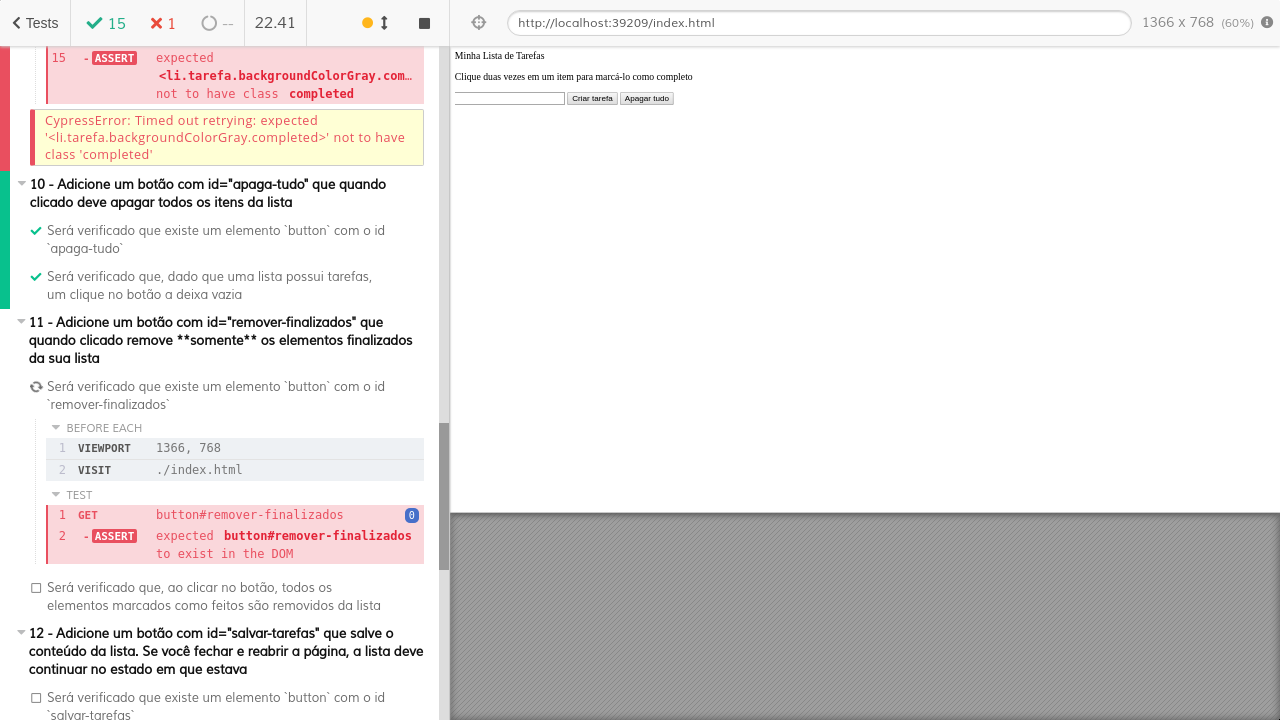 Tests 15 1 -- 22.41 http://localhost:39209/index.html 1366 x 768 (60%)
15 - ASSERT expected
<li.tarefa.backgroundColorGray.com…
not to have class completed
CypressError: Timed out retrying: expected
'<li.tarefa.backgroundColorGray.completed>' not to have
class 'completed'
10 - Adicione um botão com id="apaga-tudo" que quando
clicado deve apagar todos os itens da lista
Será verificado que existe um elemento `button` com o id
`apaga-tudo`
Será verificado que, dado que uma lista possui tarefas,
um clique no botão a deixa vazia
11 - Adicione um botão com id="remover-finalizados" que
quando clicado remove **somente** os elementos finalizados
da sua lista
Será verificado que existe um elemento `button` com o id
`remover-finalizados`
BEFORE EACH
1 VIEWPORT 1366, 768
2 VISIT ./index.html
TEST
1 GET button#remover-finalizados 0
2 - ASSERT expected button#remover-finalizados
to exist in the DOM
Será verificado que, ao clicar no botão, todos os
elementos marcados como feitos são removidos da lista
12 - Adicione um botão com id="salvar-tarefas" que salve o
conteúdo da lista. Se você fechar e reabrir a página, a lista deve
continuar no estado em que estava
Será verificado que existe um elemento `button` com o id
`salvar-tarefas`
Minha Lista de Tarefas
Clique duas vezes em um item para marcá-lo como completo
Criar tarefa Apagar tudo